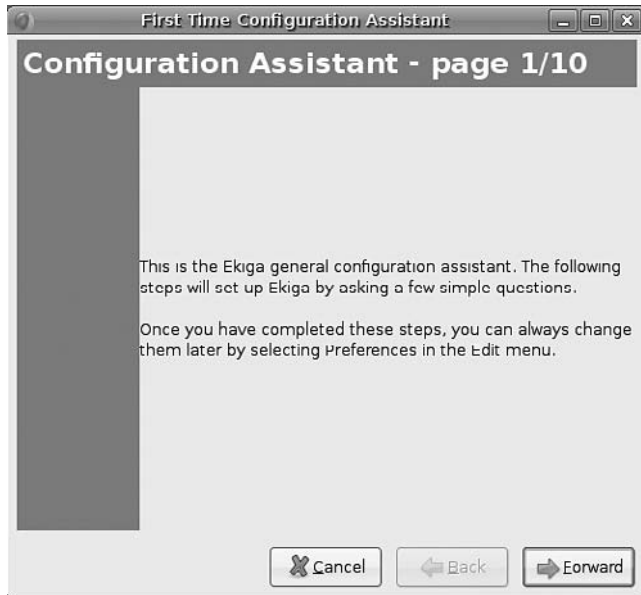 First Time Configuration Assistant
Configuration Assistant - page 1/10
This is the Ekiga general configuration assistant. The following
steps will set up Ekiga by asking a few simple questions.
Once you have completed these steps, you can always change
them later by selecting Preferences in the Edit menu.
Cancel
Back
Forward